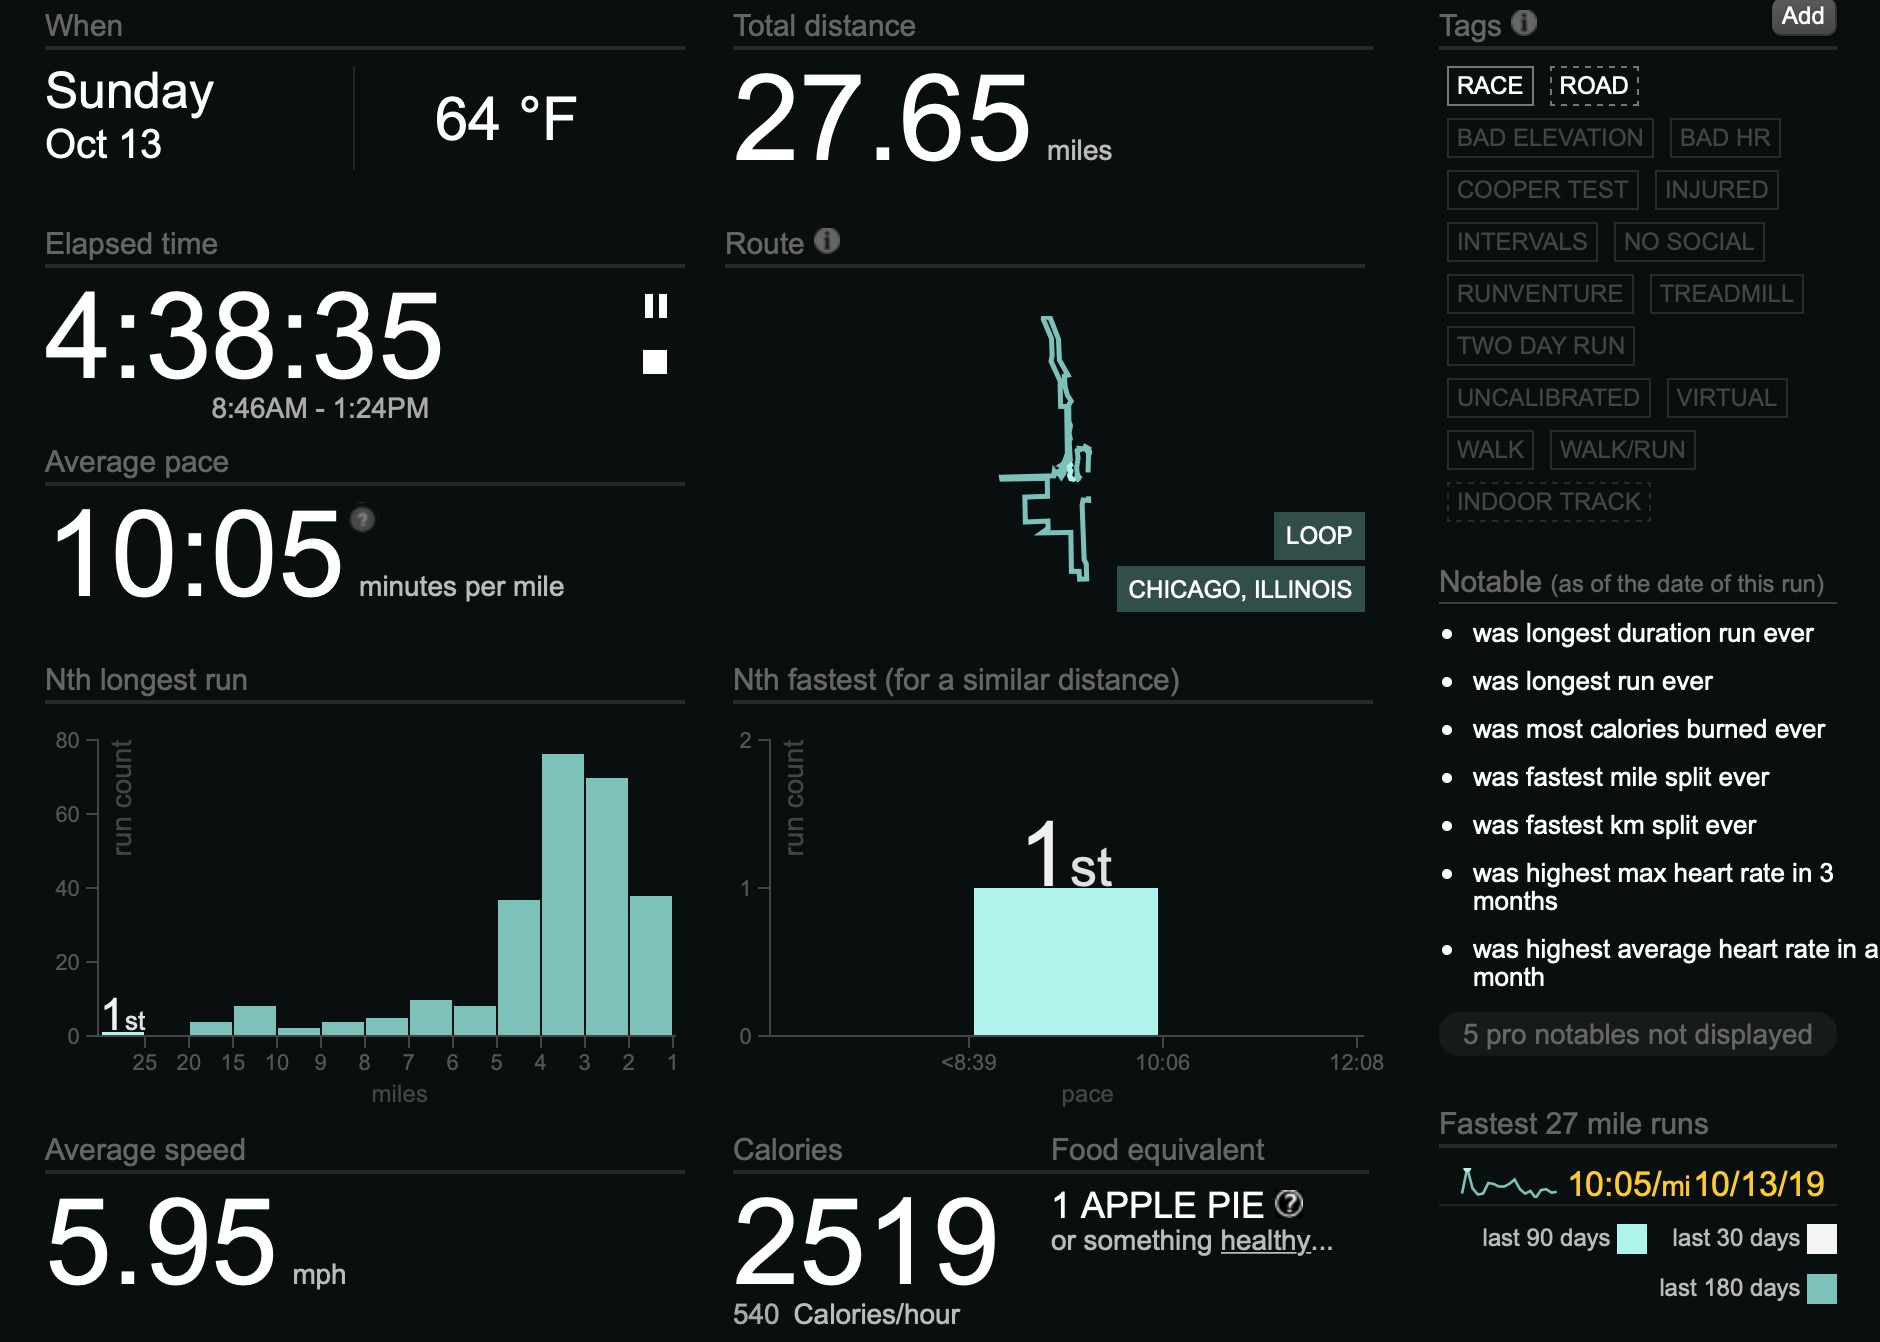 When
Sunday
Oct 13
64 °F
Total distance
27.65 miles
Elapsed time
4:38:35
8:46AM - 1:24PM
Route
LOOP
CHICAGO, ILLINOIS
Average pace
10:05 minutes per mile
Nth longest run
80
60
40
20
0
run count
1st
25 20 15 10 9 8 7 6 5 4 3 2 1
miles
Nth fastest (for a similar distance)
2
1
0
run count
1st
<8:39 10:06 12:08
pace
Average speed
5.95 mph
Calories
2519
540 Calories/hour
Food equivalent
1 APPLE PIE
or something healthy...
Tags
Add
RACE ROAD
BAD ELEVATION BAD HR
COOPER TEST INJURED
INTERVALS NO SOCIAL
RUNVENTURE TREADMILL
TWO DAY RUN
UNCALIBRATED VIRTUAL
WALK WALK/RUN
INDOOR TRACK
Notable (as of the date of this run)
was longest duration run ever
was longest run ever
was most calories burned ever
was fastest mile split ever
was fastest km split ever
was highest max heart rate in 3
months
was highest average heart rate in a
month
5 pro notables not displayed
Fastest 27 mile runs
10:05/mi 10/13/19
last 90 days last 30 days
last 180 days